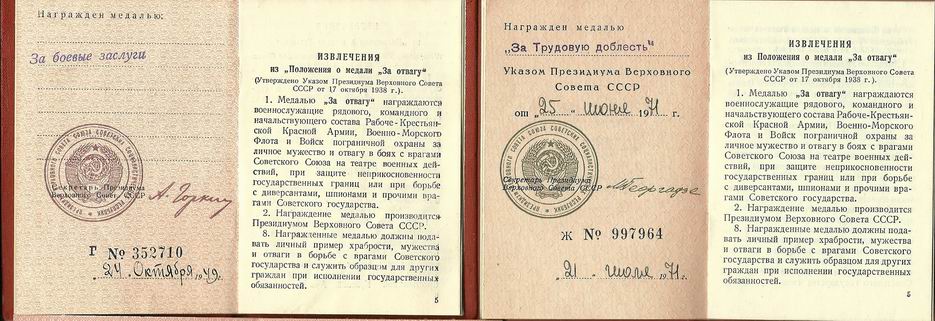 Награжден медалью:
За боевые заслуги
Секретарь Президиума
Верховного Совета СССР
А. Горкин
Г № 352710
24 Октября 1949 г.
ИЗВЛЕЧЕНИЯ
из „Положения о медали „За отвагу“
(Утверждено Указом Президиума Верховного Совета
СССР от 17 октября 1938 г.).
1. Медалью „За отвагу“ награждаются
военнослужащие рядового, командного и
начальствующего состава Рабоче-Крестьян-
ской Красной Армии, Военно-Морского
Флота и Войск пограничной охраны за
личное мужество и отвагу в боях с врагами
Советского Союза на театре военных дей-
ствий, при защите неприкосновенности
государственных границ или при борьбе
с диверсантами, шпионами и прочими вра-
гами Советского государства.
2. Награждение медалью производится
Президиумом Верховного Совета СССР.
8. Награжденные медалью должны пода-
вать личный пример храбрости, мужества
и отваги в борьбе с врагами Советского
государства и служить образцом для других
граждан при исполнении государственных
обязанностей.
5
Награжден медалью
„За Трудовую доблесть“
Указом Президиума Верховного
Совета СССР
от „25“ июня 1971 г.
Секретарь Президиума
Верховного Совета СССР
М. Георгадзе
Ж № 997964
„21“ июля 1971 г.
ИЗВЛЕЧЕНИЯ
из Положения о медали „За отвагу“
(Утверждено Указом Президиума Верховного Совета
СССР от 17 октября 1938 г.).
1. Медалью „За отвагу“ награждаются
военнослужащие рядового, командного и
начальствующего состава Рабоче-Крестьян-
ской Красной Армии, Военно-Морского
Флота и Войск пограничной охраны за
личное мужество и отвагу в боях с врагами
Советского Союза на театре военных дей-
ствий, при защите неприкосновенности
государственных границ или при борьбе
с диверсантами, шпионами и прочими вра-
гами Советского государства.
2. Награждение медалью производится
Президиумом Верховного Совета СССР.
8. Награжденные медалью должны пода-
вать личный пример храбрости, мужества
и отваги в борьбе с врагами Советского
государства и служить образцом для других
граждан при исполнении государственных
обязанностей.
5